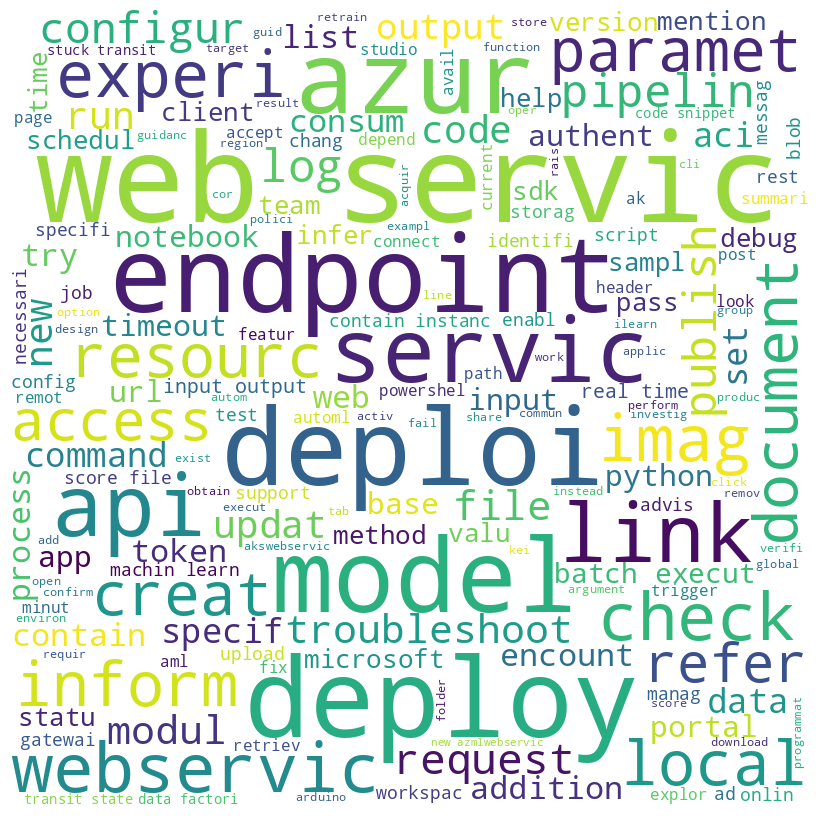 retrain
guid
stuck transit
target
configur
list
output
store
version
mention
studio
function
paramet
azur
experi
time
avail
messag
result
client
run
page
help
pipelin
code snippet
oper
consum
code
authent
aci
blob
accept
region
chang
depend
schedul
guidanc
log
web servic
current
rais
cli
rest
summari
cor
acquir
sdk
storag
ak
team
polici
exampl
specifi
notebook
infer
connect
identifi
script
debug
try
endpoint
sampl
publish
post
necessari
new
job
header
pass
look
group
document
line
contain instanc
enabl
ilearn
option
design
timeout
featur
servic
work
applic
set
config
remot
resourc
path
url
input output
web
powershel
input
real time
perform
produc
autom
test
automl
activ
fail
share
commun
investig
access
deploi
imag
click
command
exist
score file
python
obtain
support
base
file
instead
advis
remov
tab
process
api
execut
updat
method
valu
link
verifi
app
add
token
akswebservic
kei
machin learn
model
batch execut
global
open
confirm
minut
creat
argument
trigger
environ
contain
specif
troubleshoot
check
requir
aml
upload
fix
microsoft
encount
refer
inform
statu
modul
deploy
folder
manag
score
data
gatewai
retriev
portal
programmat
new azmlwebservic
download
webservic
request
local
transit state
data factori
arduino
workspac
addition
explor
ad
onlin